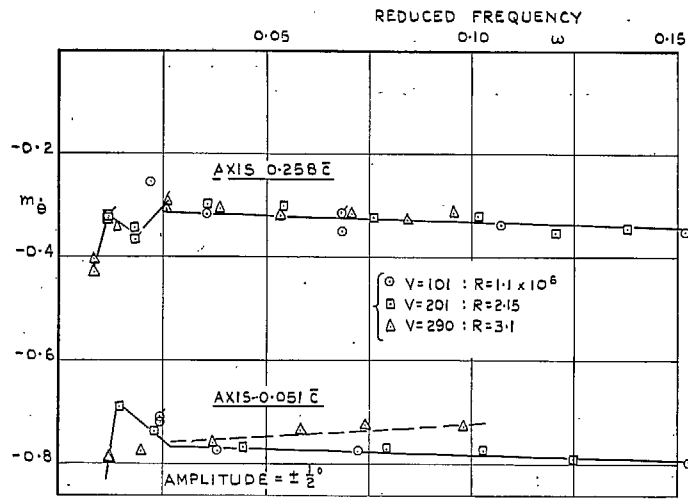 REDUCED FREQUENCY
0·05 0·10 ω 0·15
-0·2
AXIS 0·258 c̄
m_θ̇
-0·4
⊙ V=101 : R=1·1 × 10⁶
⊡ V=201 : R=2·15
△ V=290 : R=3·1
-0·6
AXIS-0·051 c̄
-0·8
AMPLITUDE = ± ½°